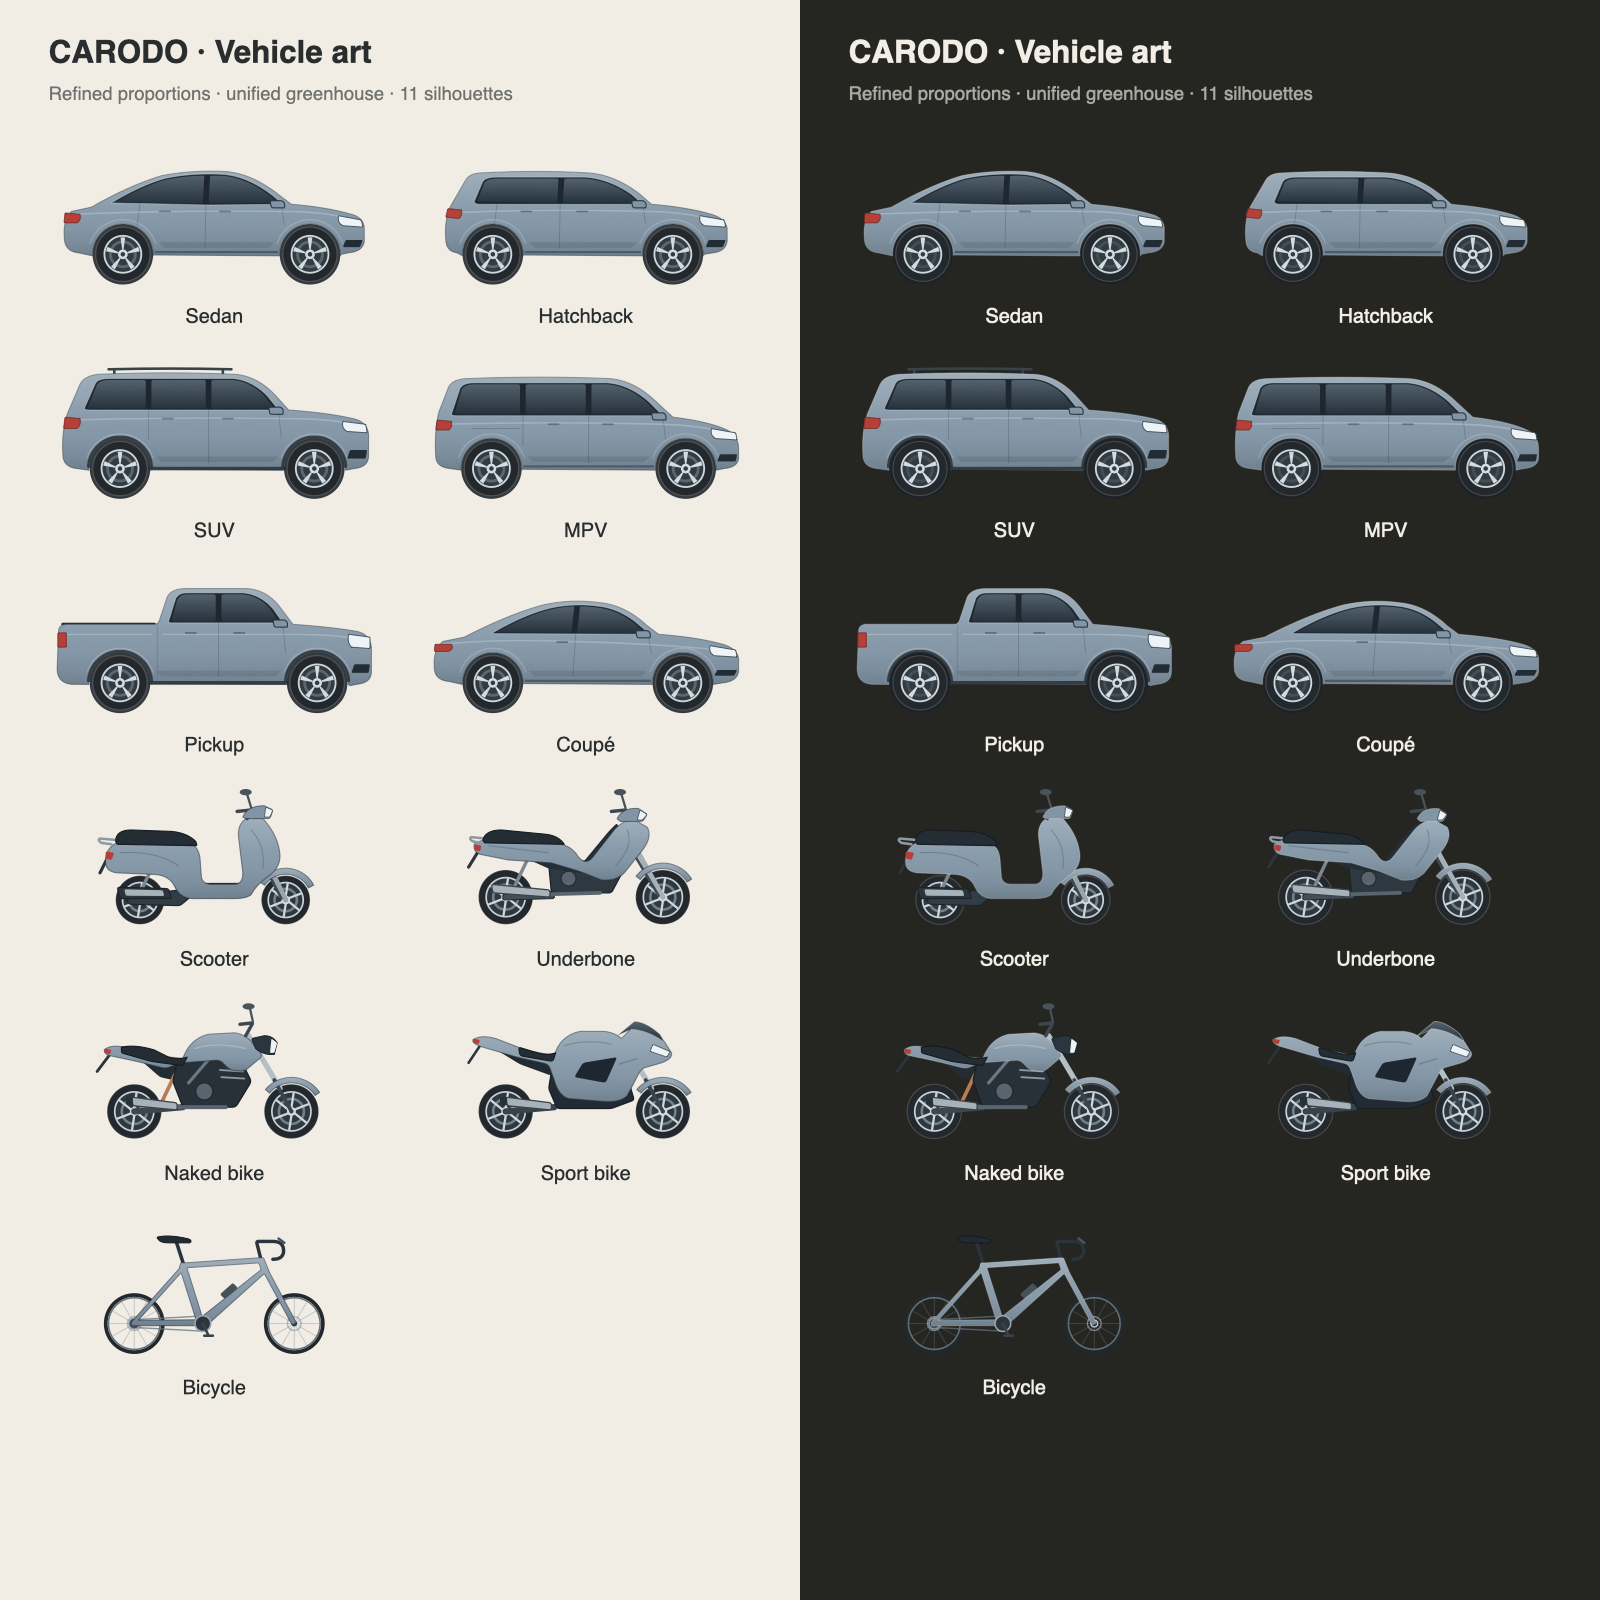 CARODO · Vehicle art
Refined proportions · unified greenhouse · 11 silhouettes
Sedan
Hatchback
SUV
MPV
Pickup
Coupé
Scooter
Underbone
Naked bike
Sport bike
Bicycle
CARODO · Vehicle art
Refined proportions · unified greenhouse · 11 silhouettes
Sedan
Hatchback
SUV
MPV
Pickup
Coupé
Scooter
Underbone
Naked bike
Sport bike
Bicycle